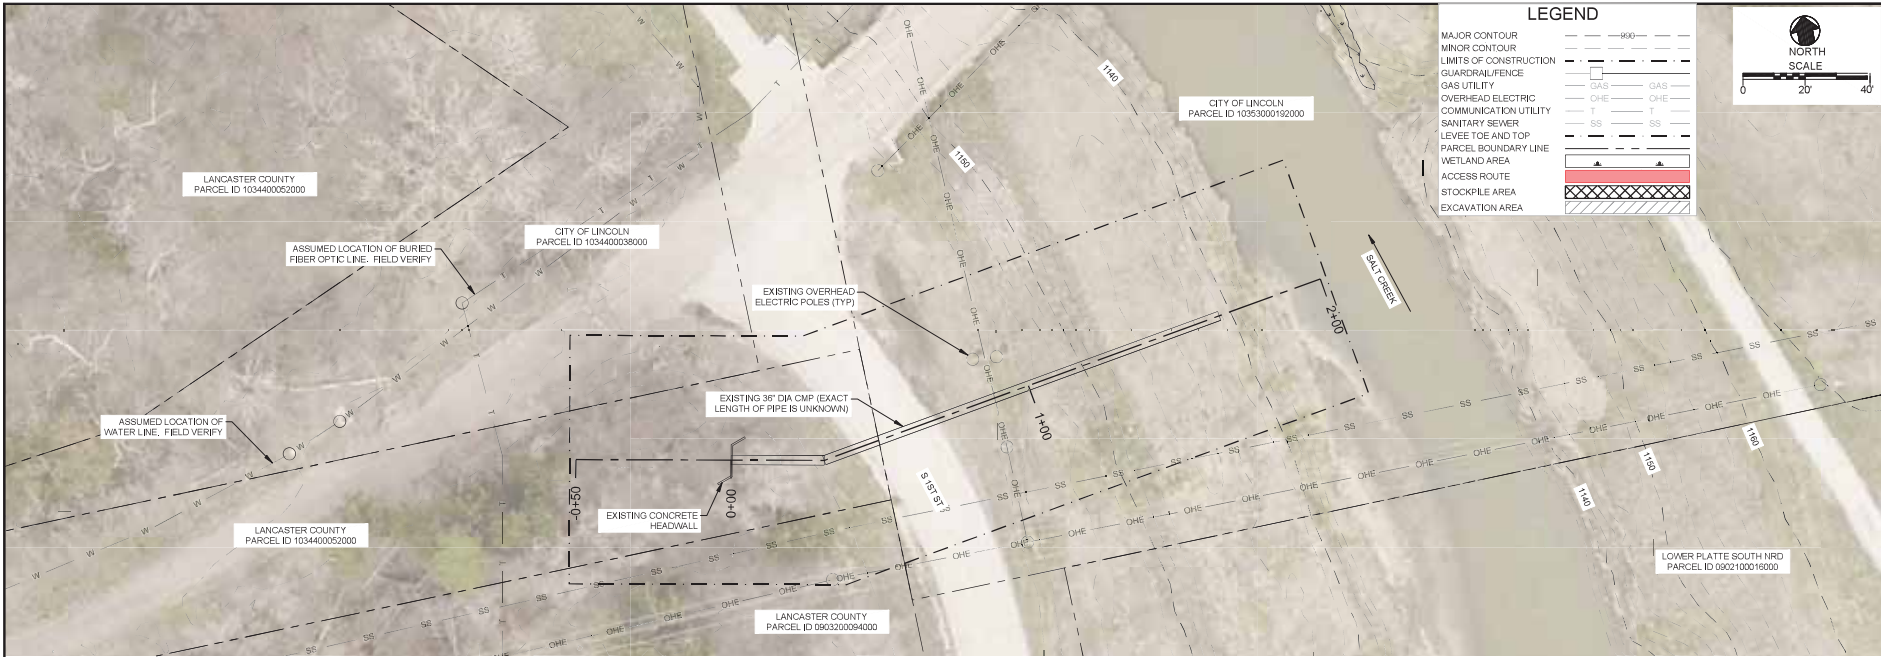 LEGEND
MAJOR CONTOUR
990
MINOR CONTOUR
LIMITS OF CONSTRUCTION
GUARDRAIL/FENCE
GAS UTILITY
GAS GAS
OVERHEAD ELECTRIC
OHE OHE
COMMUNICATION UTILITY
T T
SANITARY SEWER
SS SS
LEVEE TOE AND TOP
PARCEL BOUNDARY LINE
WETLAND AREA
ACCESS ROUTE
STOCKPILE AREA
EXCAVATION AREA
NORTH
SCALE
0 20' 40'
CITY OF LINCOLN
PARCEL ID 10353000192000
1140
1150
LANCASTER COUNTY
PARCEL ID 1034400052000
CITY OF LINCOLN
PARCEL ID 1034400038000
ASSUMED LOCATION OF BURIED
FIBER OPTIC LINE. FIELD VERIFY
EXISTING OVERHEAD
ELECTRIC POLES (TYP)
SALT CREEK
2+00
EXISTING 36" DIA CMP (EXACT
LENGTH OF PIPE IS UNKNOWN)
1+00
ASSUMED LOCATION OF
WATER LINE. FIELD VERIFY
-0+50
0+00
S 1ST ST
EXISTING CONCRETE
HEADWALL
LANCASTER COUNTY
PARCEL ID 1034400052000
1140
1150
1160
LOWER PLATTE SOUTH NRD
PARCEL ID 0902100016000
LANCASTER COUNTY
PARCEL ID 0903200094000